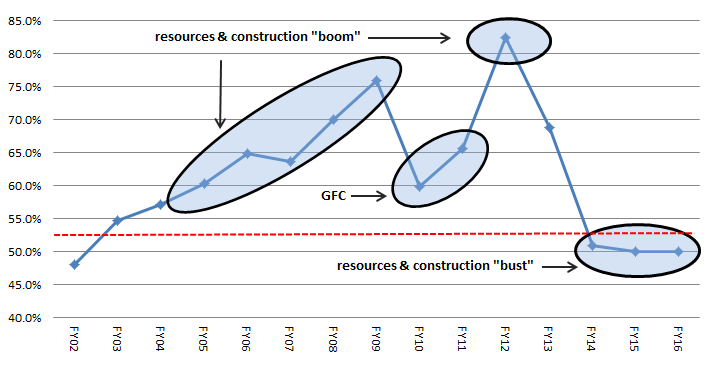 85.0%
80.0%
75.0%
70.0%
65.0%
60.0%
55.0%
50.0%
45.0%
40.0%
resources & construction "boom"
GFC
resources & construction "bust"
FY02
FY03
FY04
FY05
FY06
FY07
FY08
FY09
FY10
FY11
FY12
FY13
FY14
FY15
FY16